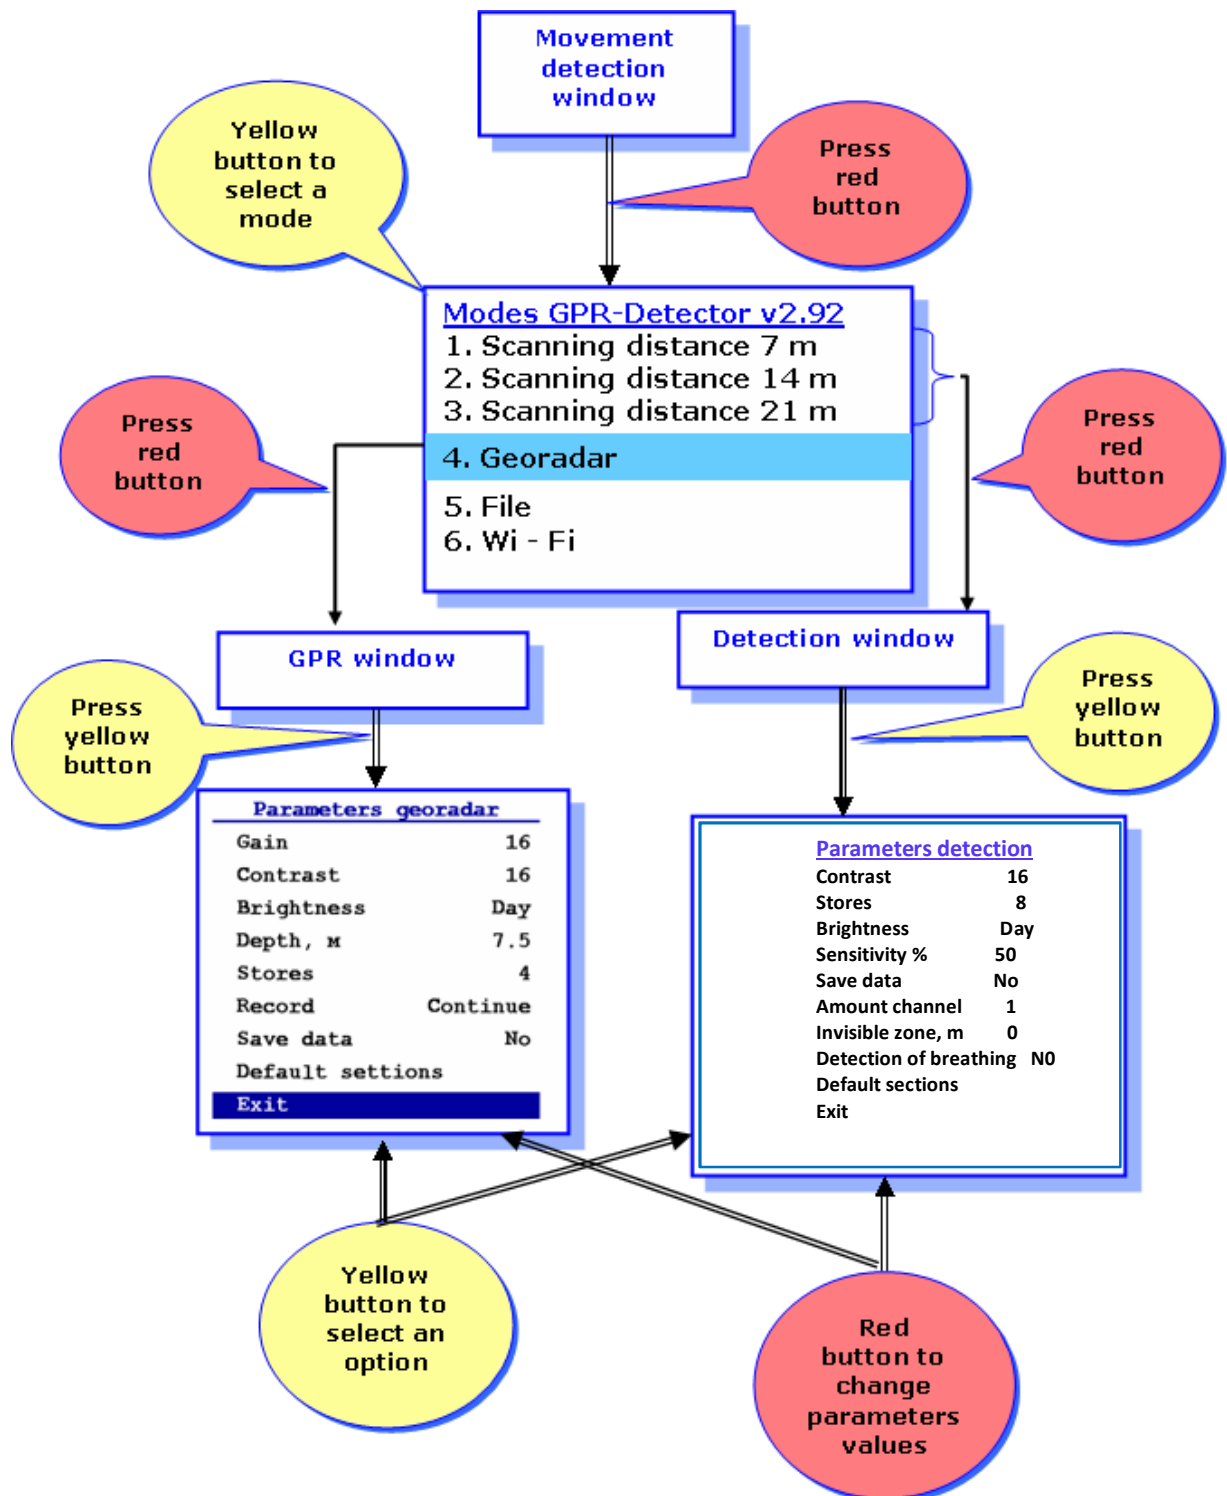 Movement
detection
window
Yellow
button to
select a
mode
Press
red
button
Modes GPR-Detector v2.92
1. Scanning distance 7 m
2. Scanning distance 14 m
3. Scanning distance 21 m
4. Georadar
5. File
6. Wi - Fi
Press
red
button
Press
red
button
GPR window
Detection window
Press
yellow
button
Press
yellow
button
Parameters georadar
Gain 16
Contrast 16
Brightness Day
Depth, м 7.5
Stores 4
Record Continue
Save data No
Default settions
Exit
Parameters detection
Contrast 16
Stores 8
Brightness Day
Sensitivity % 50
Save data No
Amount channel 1
Invisible zone, m 0
Detection of breathing N0
Default sections
Exit
Yellow
button to
select an
option
Red
button to
change
parameters
values